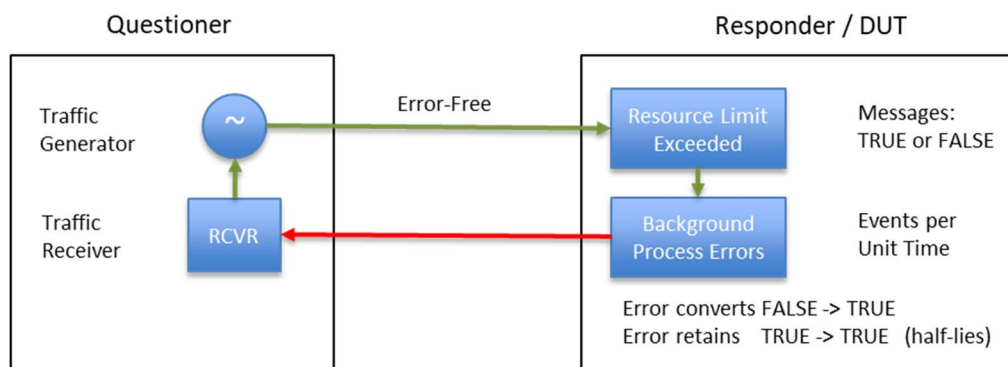 Questioner
Responder / DUT
Traffic
Generator
~
Error-Free
Resource Limit
Exceeded
Messages:
TRUE or FALSE
Traffic
Receiver
RCVR
Background
Process Errors
Events per
Unit Time
Error converts FALSE -> TRUE
Error retains TRUE -> TRUE (half-lies)